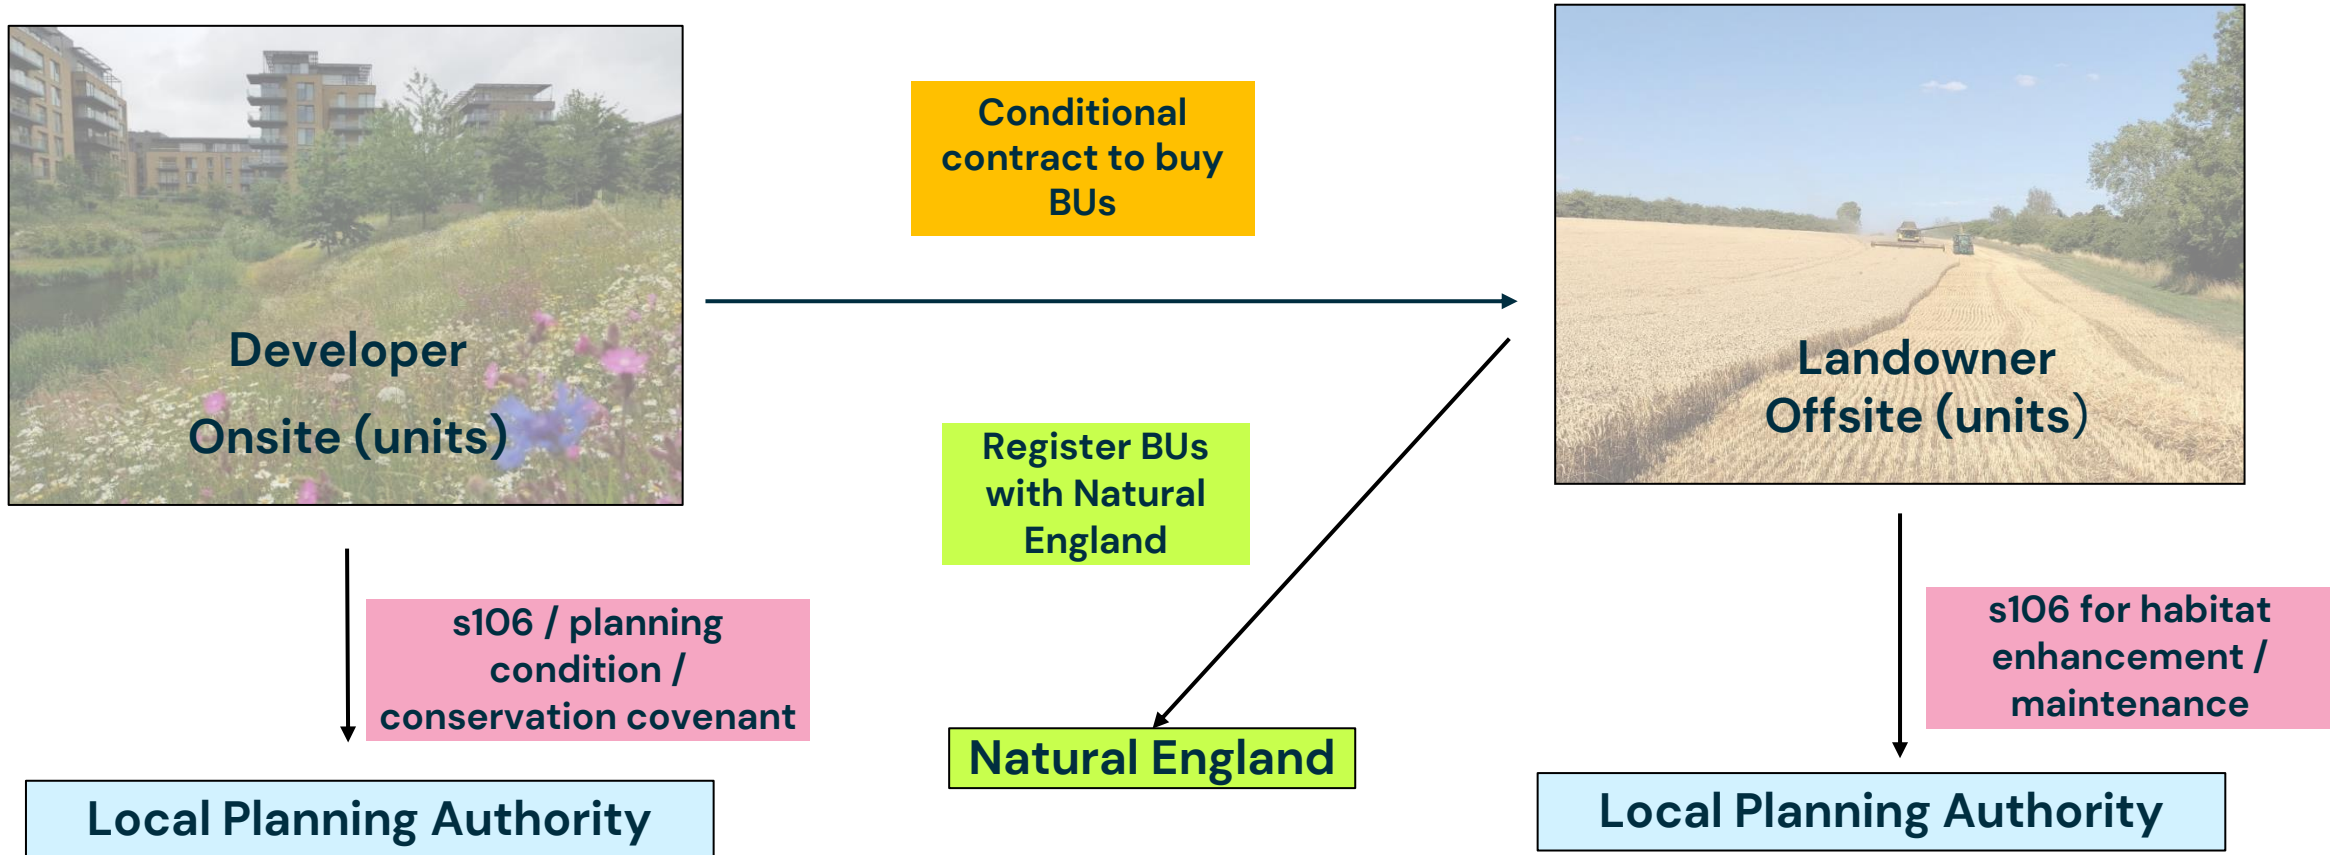 Developer
Onsite (units)
Conditional
contract to buy
BUs
Landowner
Offsite (units)
Register BUs
with Natural
England
s106 / planning
condition /
conservation covenant
s106 for habitat
enhancement /
maintenance
Local Planning Authority
Natural England
Local Planning Authority